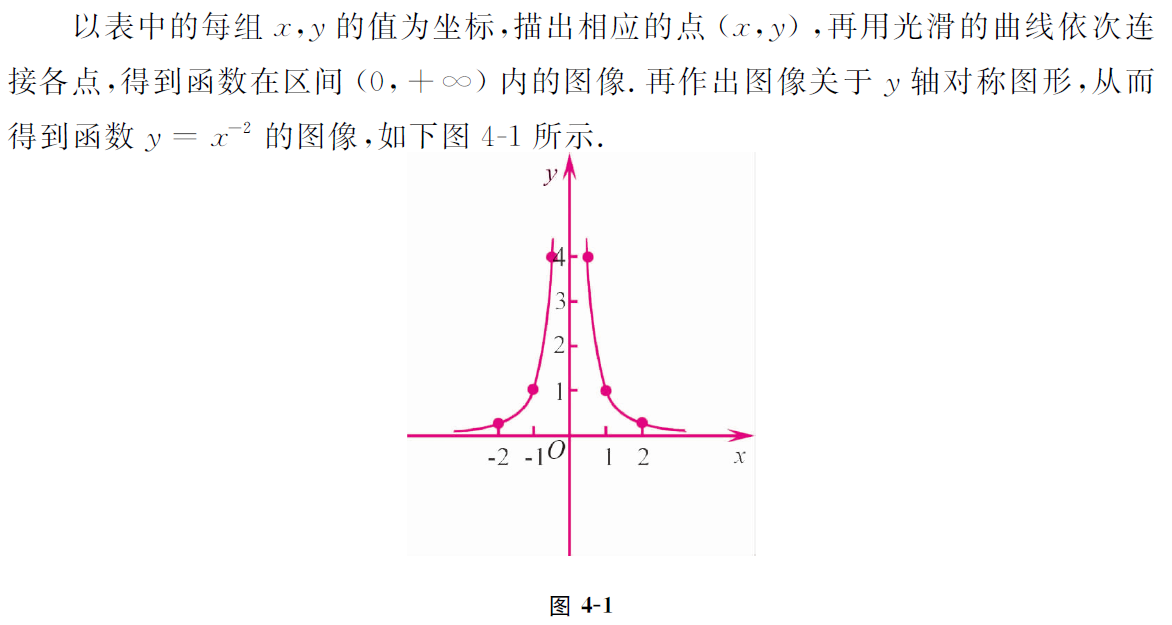 以表中的每组 x,y 的值为坐标,描出相应的点(x,y),再用光滑的曲线依次连
接各点,得到函数在区间(0,+∞)内的图像.再作出图像关于 y 轴对称图形,从而
得到函数 y = x⁻² 的图像,如下图 4-1 所示.
y
4
3
2
1
-2 -1 O 1 2 x
图 4-1